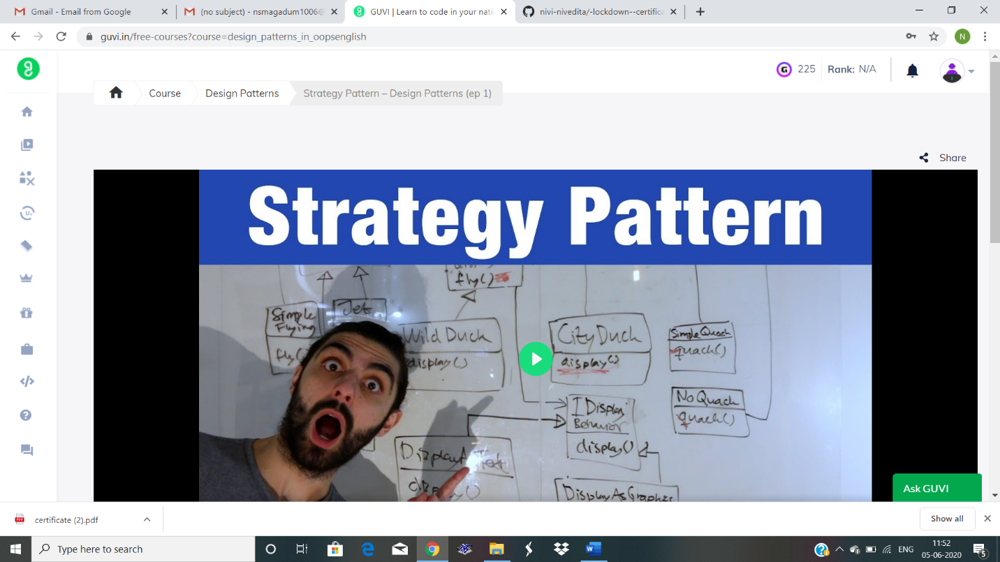 Gmail - Email from Google
(no subject) - nsmagadum1006@
GUVI | Learn to code in your nati
nivi-nivedita/-lockdown--certifica
guvi.in/free-courses?course=design_patterns_in_oopsenglish
N
G 225 Rank: N/A
Course Design Patterns Strategy Pattern – Design Patterns (ep 1)
Share
Strategy Pattern
fly()
Simple Flying
Jet
fly()
Wild Duck
display()
City Duck
display()
Simple Quack
quack()
No Quack
quack()
IDisplay Behavior
display()
DisplayAsText
display()
DisplayAsGraphics
Ask GUVI
certificate (2).pdf
Show all
Type here to search
ENG
11:52
05-06-2020
5